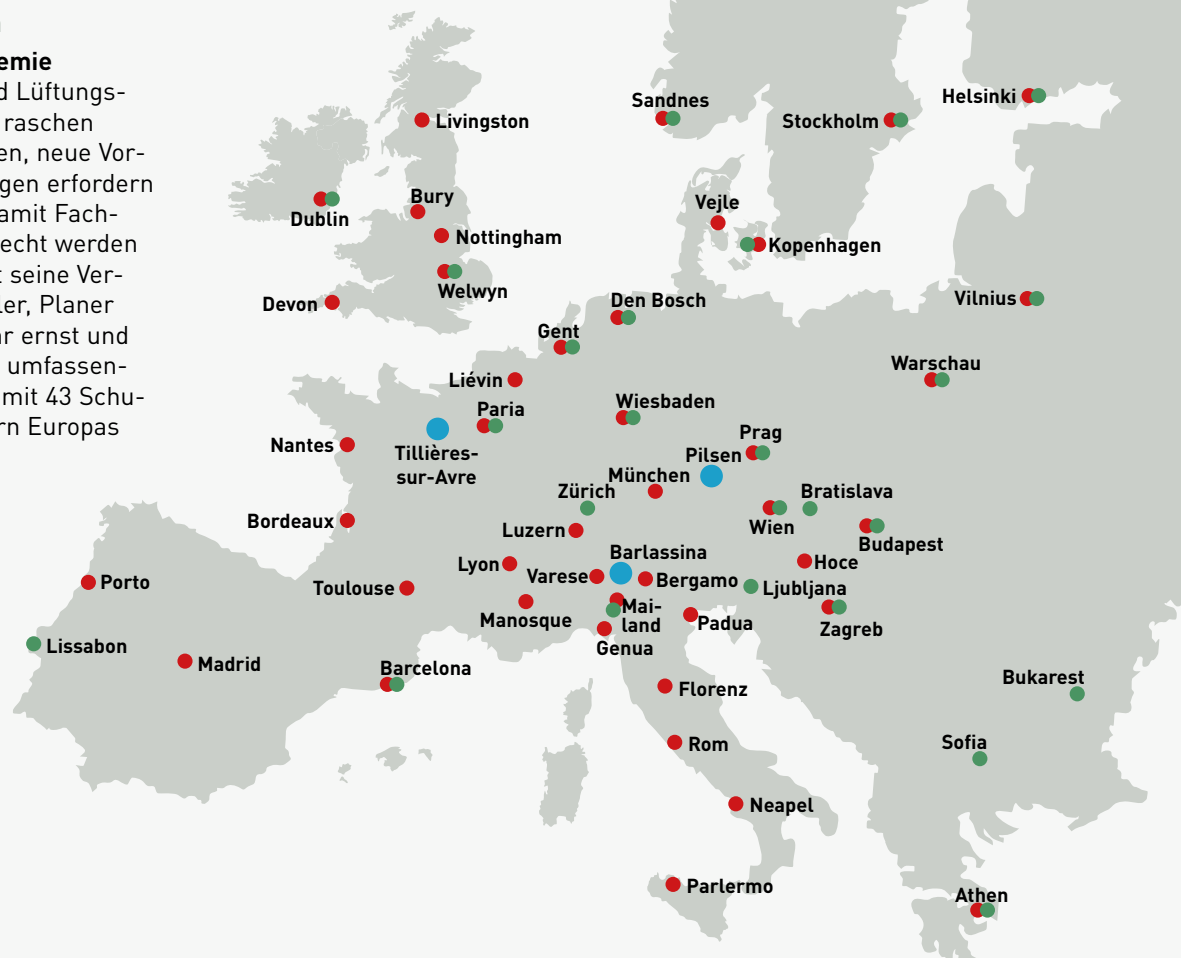 emie
d Lüftungs-
raschen
en, neue Vor-
gen erfordern
amit Fach-
echt werden
t seine Ver-
ler, Planer
ar ernst und
umfassen-
mit 43 Schu-
rn Europas
Sandnes
Helsinki
Livingston
Stockholm
Bury
Vejle
Dublin
Nottingham
Kopenhagen
Welwyn
Devon
Den Bosch
Vilnius
Gent
Warschau
Liévin
Wiesbaden
Paria
Prag
Nantes
Tillières-
sur-Avre
Pilsen
München
Zürich
Bratislava
Bordeaux
Luzern
Wien
Budapest
Barlassina
Lyon
Hoce
Varese
Bergamo
Porto
Toulouse
Ljubljana
Manosque
Mai-
land
Padua
Zagreb
Lissabon
Genua
Madrid
Barcelona
Bukarest
Florenz
Rom
Sofia
Neapel
Parlermo
Athen